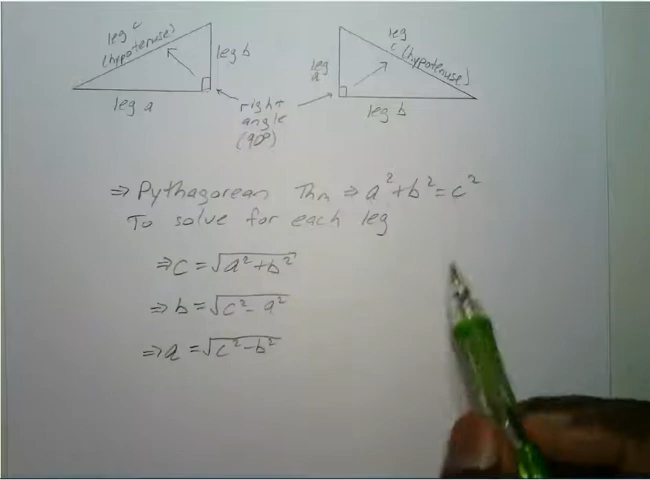 leg c
(hypotenuse)
leg b
leg a
leg
a
leg
c (hypotenuse)
leg b
right
angle
(90°)
⇒ Pythagorean Thm ⇒ a²+b²=c²
To solve for each leg
⇒ c = √a²+b²
⇒ b = √c² - a²
⇒ a = √c² - b²